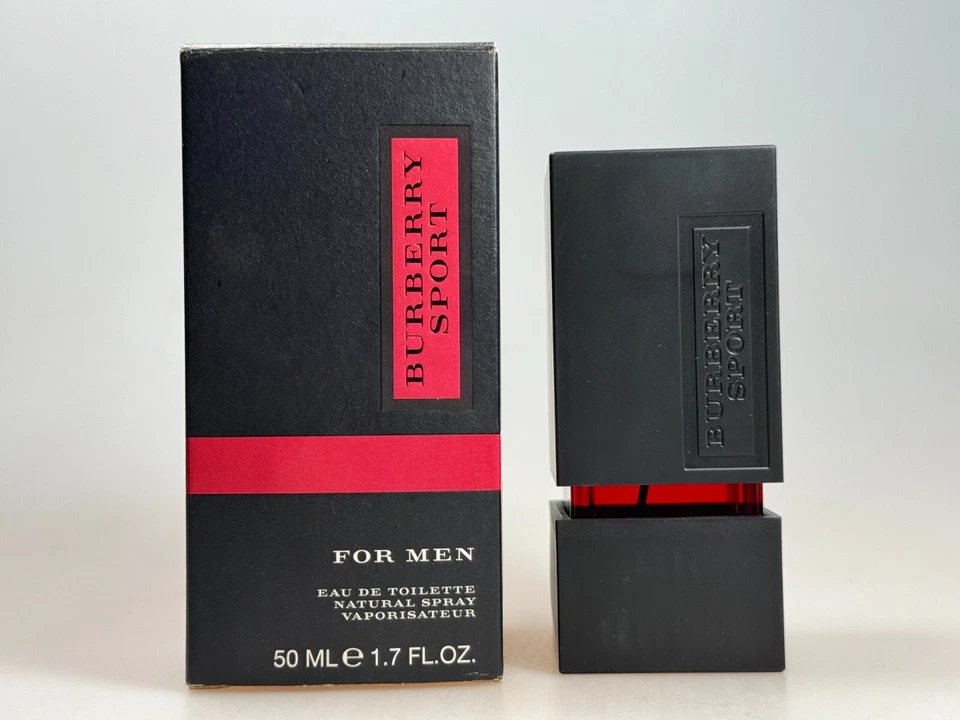 BURBERRY
SPORT
FOR MEN
EAU DE TOILETTE
NATURAL SPRAY
VAPORISATEUR
50 ML ℮ 1.7 FL.OZ.
BURBERRY
SPORT